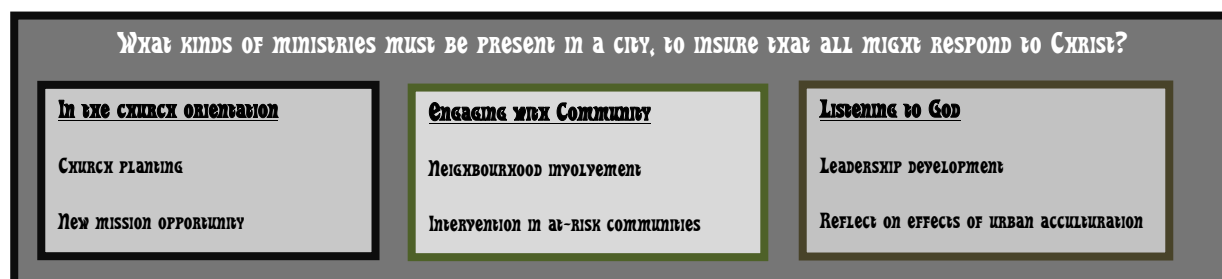 What kinds of ministries must be present in a city, to insure that all might respond to Christ?
In the church orientation
Church planting
New mission opportunity
Engaging with Community
Neighbourhood involvement
Intervention in at-risk communities
Listening to God
Leadership development
Reflect on effects of urban acculturation